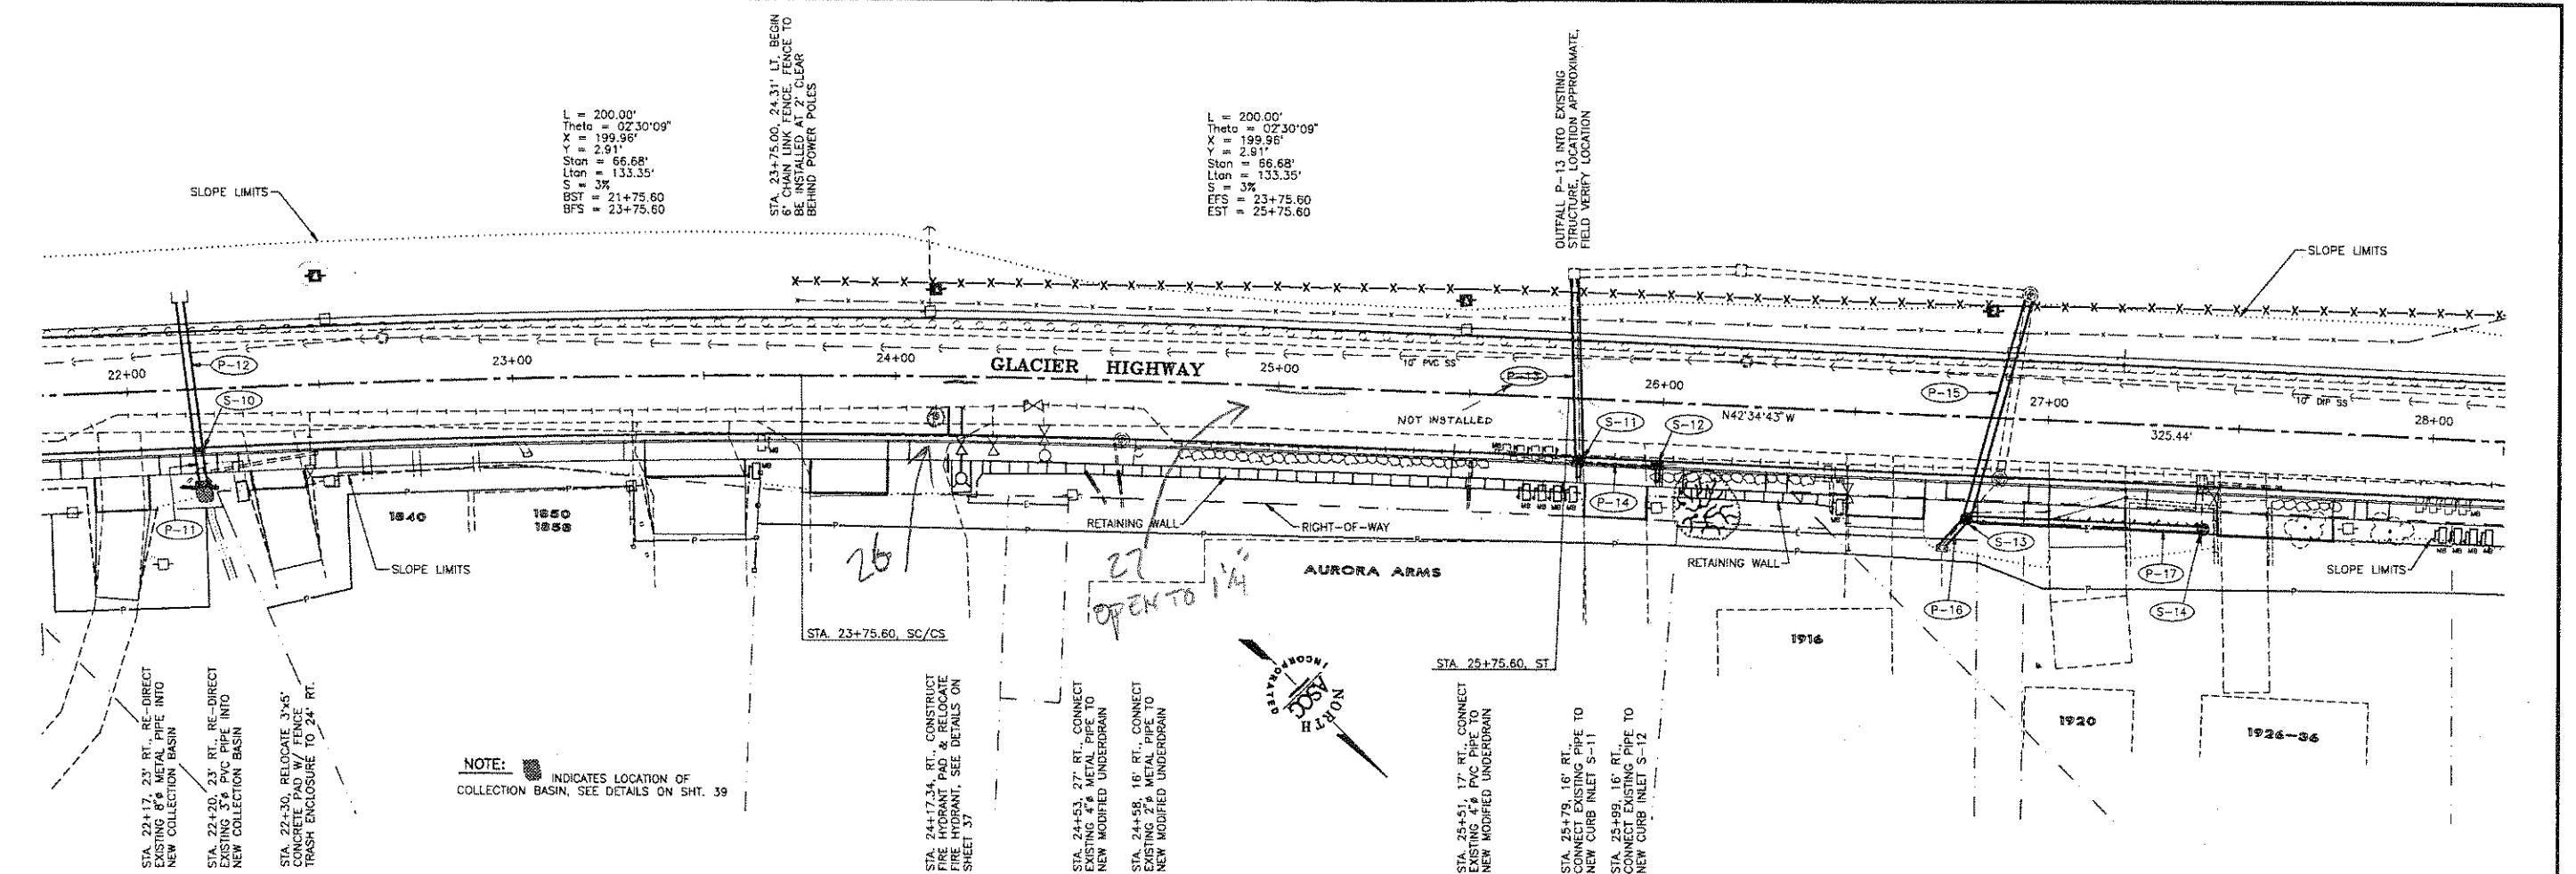 STA. 23+75.00, 24.31' LT. BEGIN
6' CHAIN LINK FENCE. FENCE TO
BE INSTALLED AT 2' CLEAR
BEHIND POWER POLES
OUTFALL P-13 INTO EXISTING
STRUCTURE, LOCATION APPROXIMATE,
FIELD VERIFY LOCATION
L = 200.00'
Theta = 02°30'09"
X = 199.96'
Y = 2.91'
Stan = 66.68'
Ltan = 133.35'
S = 3%
BST = 21+75.60
BFS = 23+75.60
L = 200.00'
Theta = 02°30'09"
X = 199.96'
Y = 2.91'
Stan = 66.68'
Ltan = 133.35'
S = 3%
EFS = 23+75.60
EST = 25+75.60
SLOPE LIMITS
SLOPE LIMITS
22+00
P-12
23+00
24+00
GLACIER HIGHWAY
25+00
10" PVC SS
P-13
26+00
P-15
27+00
10" DIP SS
28+00
S-10
NOT INSTALLED
N42°34'43"W
325.44'
S-11
S-12
P-11
1840
1850
1858
SLOPE LIMITS
26
27
OPEN TO 1 1/4"
RETAINING WALL
RIGHT-OF-WAY
P-14
AURORA ARMS
RETAINING WALL
S-13
P-17
P-16
S-14
SLOPE LIMITS
MB MB MB MB
MB MB MB MB
STA. 23+75.60, SC/CS
STA. 25+75.60, ST
1916
1920
1926-36
NORTH
ASCG
INCORPORATED
STA. 22+17, 23' RT., RE-DIRECT
EXISTING 8"ø METAL PIPE INTO
NEW COLLECTION BASIN
STA. 22+20, 23' RT., RE-DIRECT
EXISTING 3"ø PVC PIPE INTO
NEW COLLECTION BASIN
STA. 22+30, RELOCATE 3'x5'
CONCRETE PAD W/ FENCE
TRASH ENCLOSURE TO 24' RT.
NOTE: INDICATES LOCATION OF
COLLECTION BASIN, SEE DETAILS ON SHT. 39
STA. 24+17.34, RT., CONSTRUCT
FIRE HYDRANT PAD & RELOCATE
FIRE HYDRANT, SEE DETAILS ON
SHEET 37
STA. 24+53, 27' RT., CONNECT
EXISTING 4"ø METAL PIPE TO
NEW MODIFIED UNDERDRAIN
STA. 24+58, 16' RT., CONNECT
EXISTING 2"ø METAL PIPE TO
NEW MODIFIED UNDERDRAIN
STA. 25+51, 17' RT., CONNECT
EXISTING 4"ø PVC PIPE TO
NEW MODIFIED UNDERDRAIN
STA. 25+79, 16' RT.,
CONNECT EXISTING PIPE TO
NEW CURB INLET S-11
STA. 25+99, 16' RT.,
CONNECT EXISTING PIPE TO
NEW CURB INLET S-12